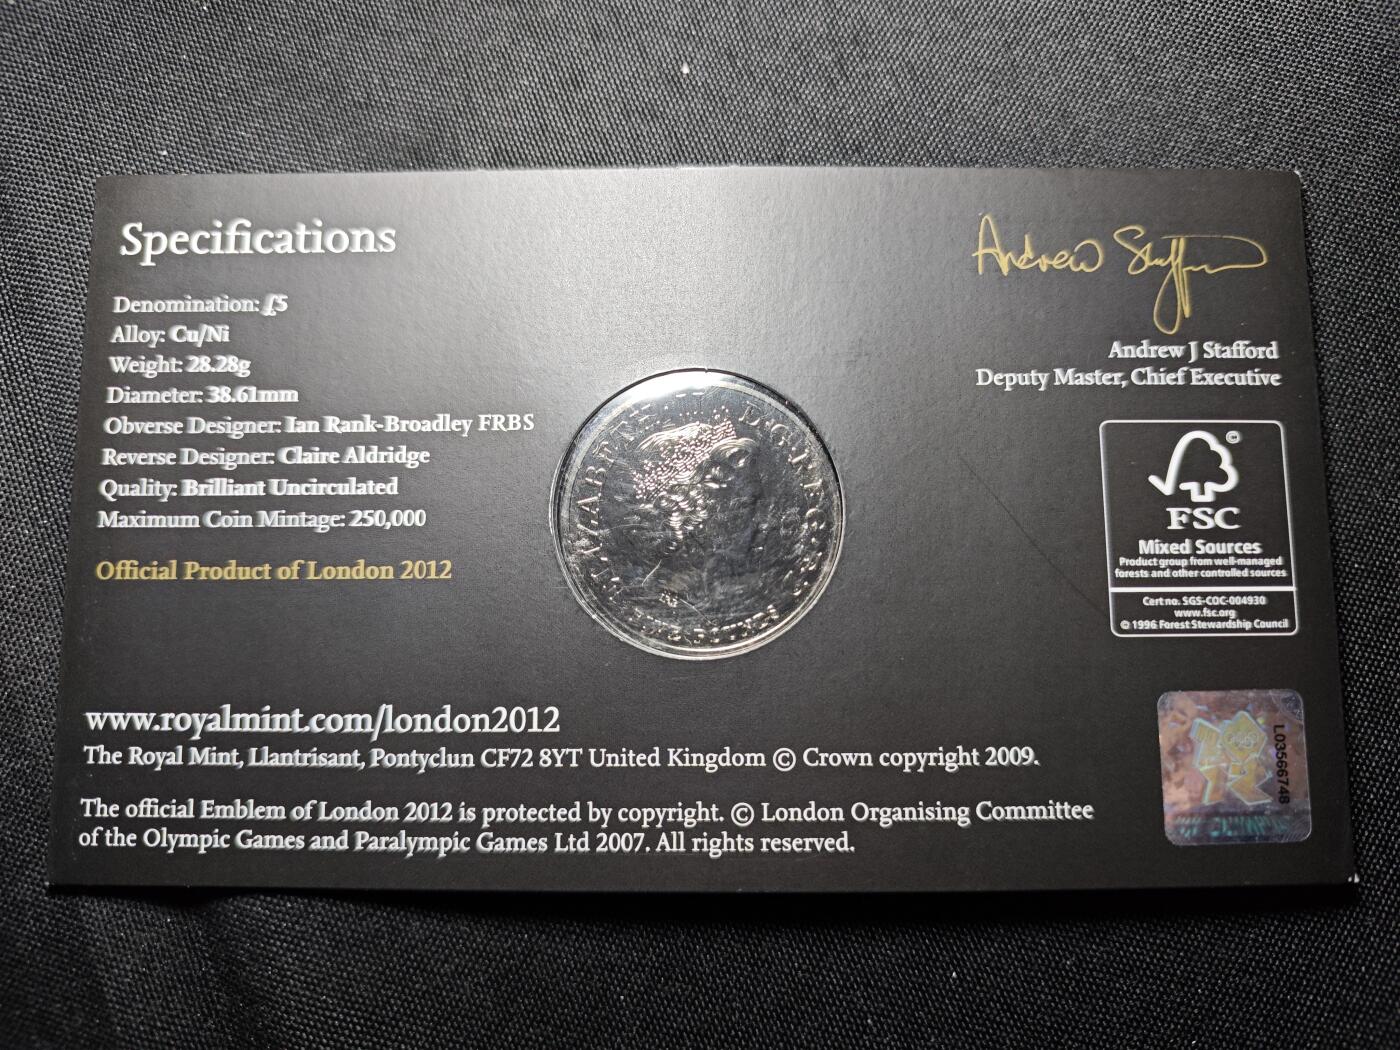 Specifications
Denomination: £5
Alloy: Cu/Ni
Weight: 28.28g
Diameter: 38.61mm
Obverse Designer: Ian Rank-Broadley FRBS
Reverse Designer: Claire Aldridge
Quality: Brilliant Uncirculated
Maximum Coin Mintage: 250,000
Official Product of London 2012
www.royalmint.com/london2012
The Royal Mint, Llantrisant, Pontyclun CF72 8YT United Kingdom © Crown copyright 2009.
The official Emblem of London 2012 is protected by copyright. © London Organising Committee
of the Olympic Games and Paralympic Games Ltd 2007. All rights reserved.
Andrew Stafford
Andrew J Stafford
Deputy Master, Chief Executive
©
FSC
Mixed Sources
Product group from well-managed
forests and other controlled sources
Cert no. SGS-COC-004930
www.fsc.org
© 1996 Forest Stewardship Council
L03566748
FIVE POUNDS